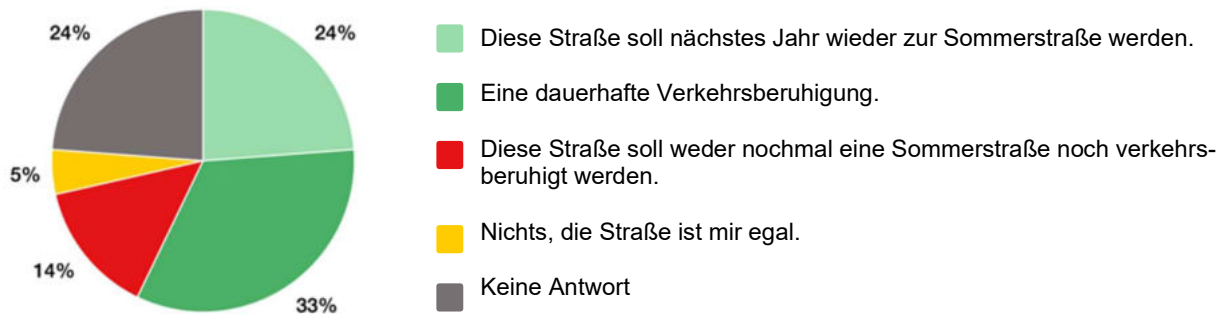 24%
24%
5%
14%
33%
Diese Straße soll nächstes Jahr wieder zur Sommerstraße werden.
Eine dauerhafte Verkehrsberuhigung.
Diese Straße soll weder nochmal eine Sommerstraße noch verkehrs-
beruhigt werden.
Nichts, die Straße ist mir egal.
Keine Antwort